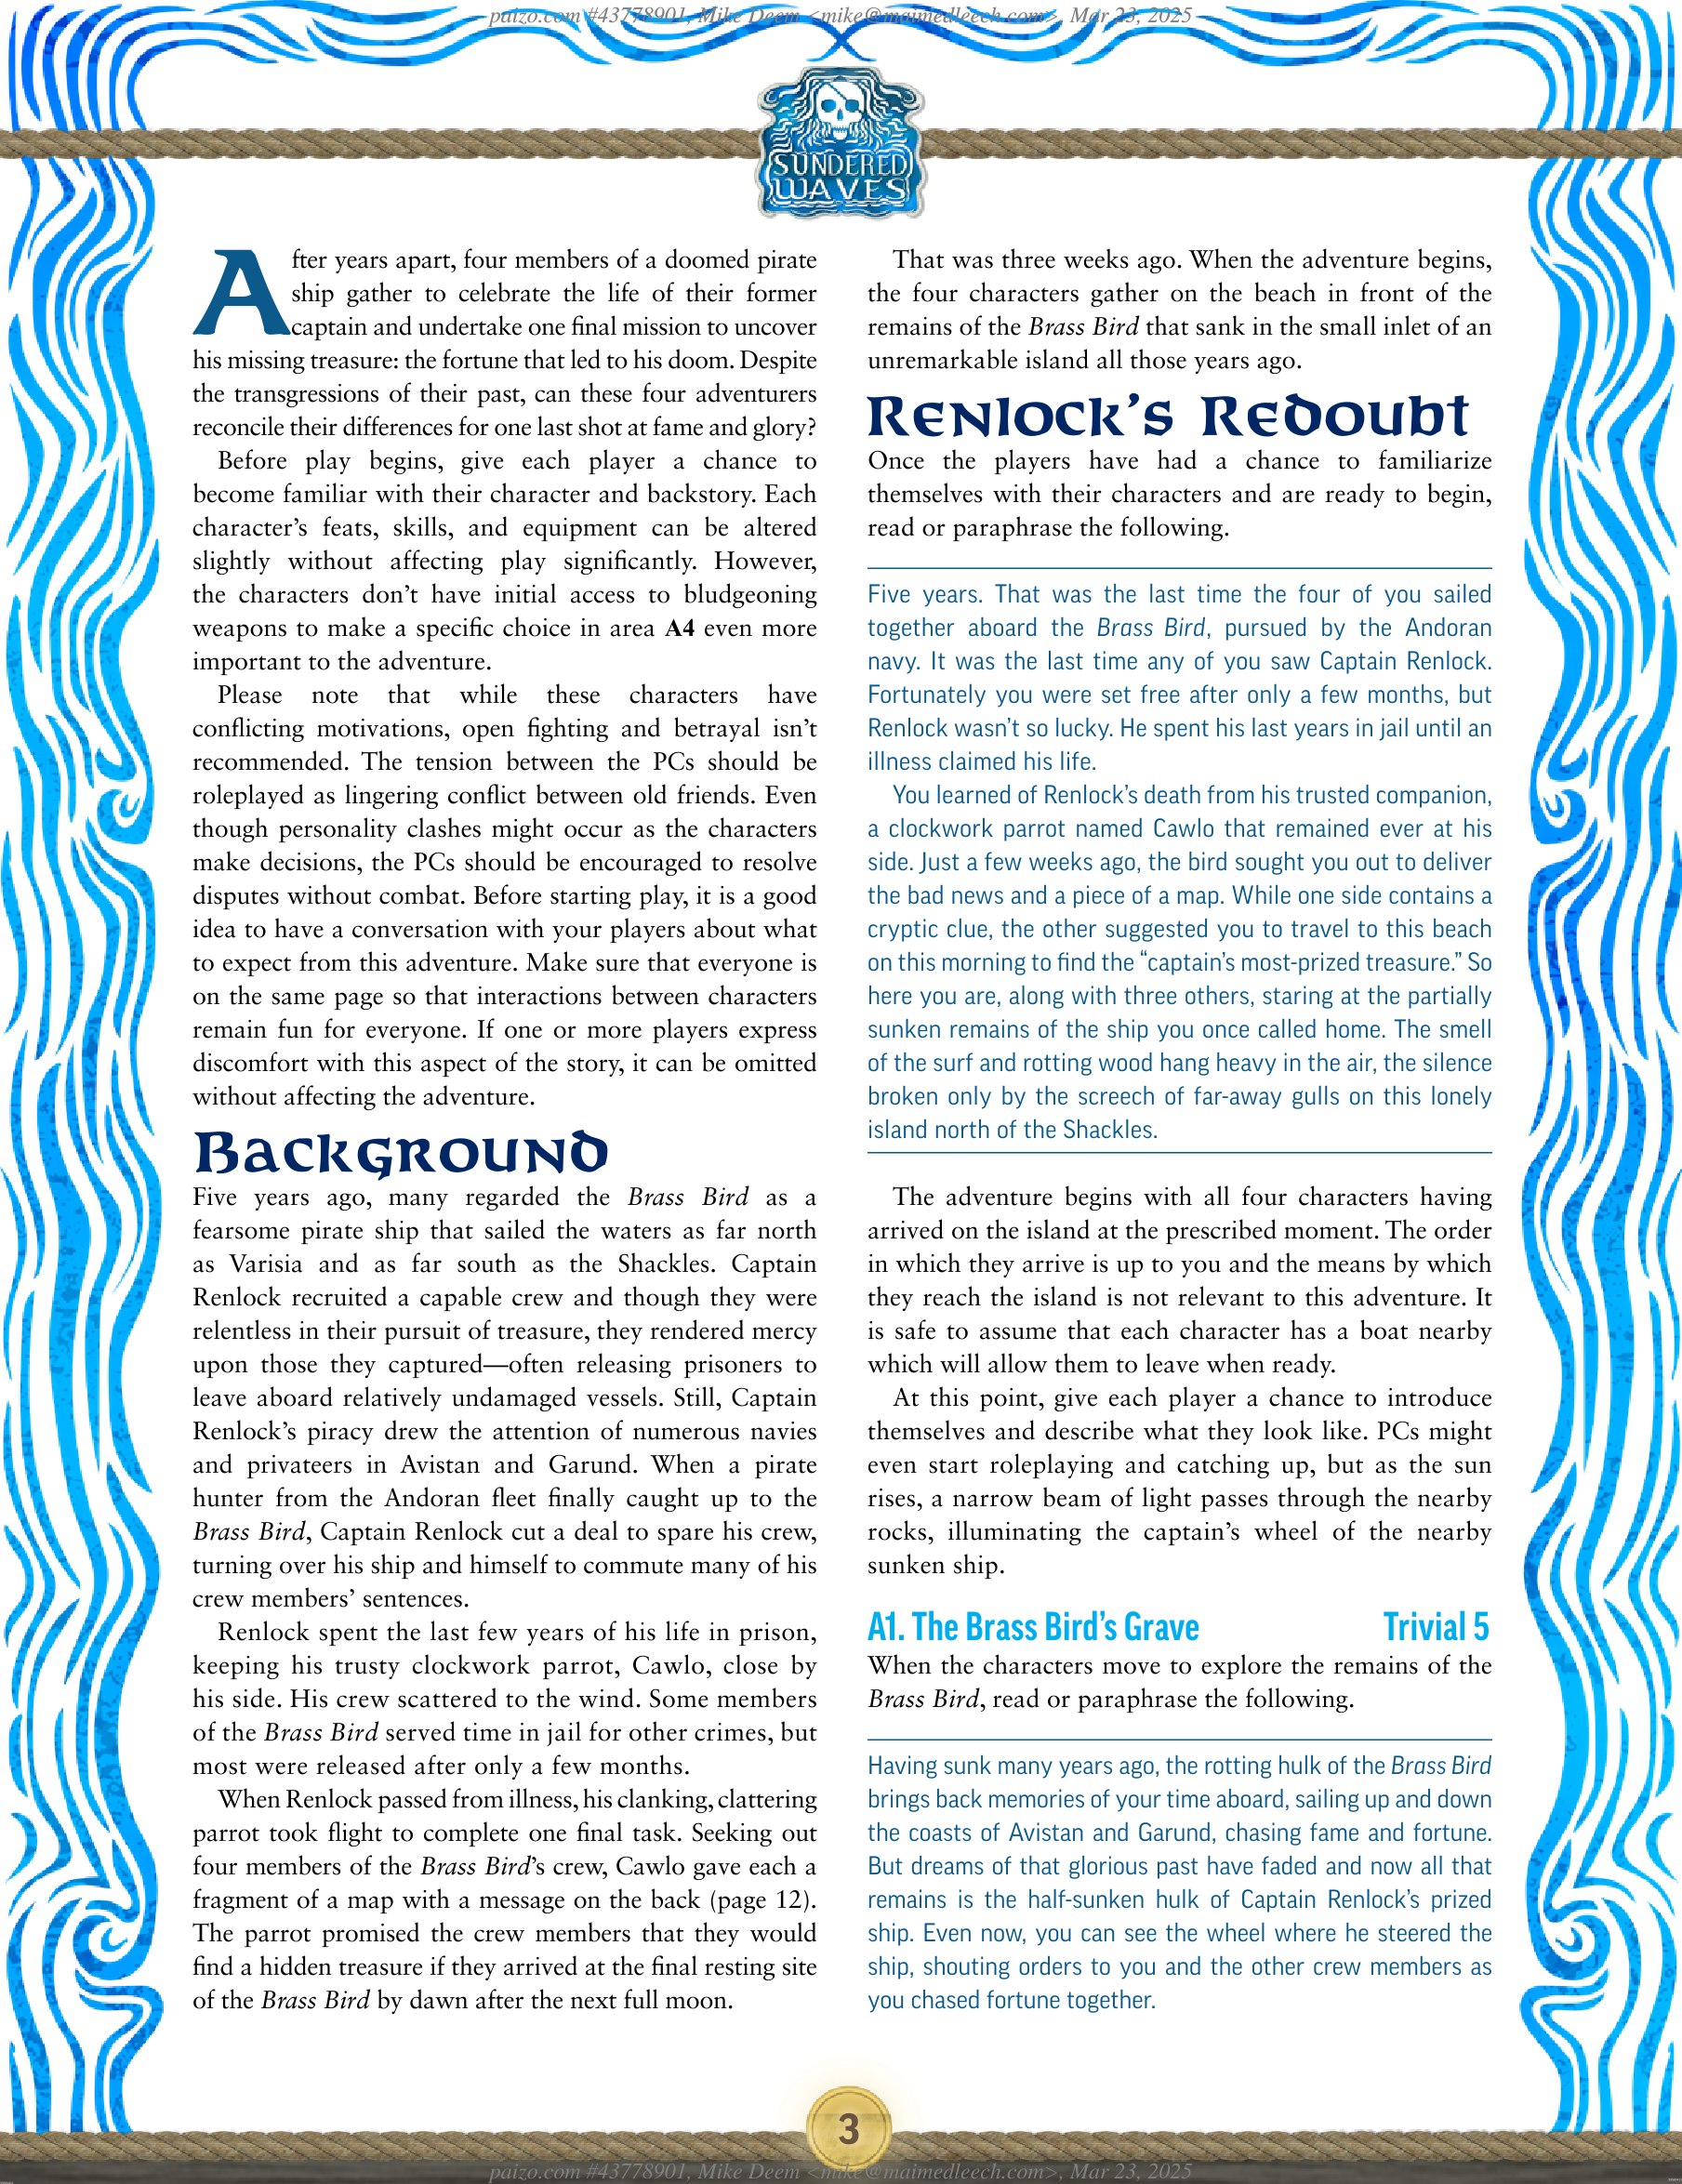 paizo.com #43778901, Mike Deem <mike@maimedleech.com>, Mar 23, 2025
SUNDERED
WAVES
After years apart, four members of a doomed pirate
ship gather to celebrate the life of their former
captain and undertake one final mission to uncover
his missing treasure: the fortune that led to his doom. Despite
the transgressions of their past, can these four adventurers
reconcile their differences for one last shot at fame and glory?
Before play begins, give each player a chance to
become familiar with their character and backstory. Each
character's feats, skills, and equipment can be altered
slightly without affecting play significantly. However,
the characters don't have initial access to bludgeoning
weapons to make a specific choice in area A4 even more
important to the adventure.
Please note that while these characters have
conflicting motivations, open fighting and betrayal isn't
recommended. The tension between the PCs should be
roleplayed as lingering conflict between old friends. Even
though personality clashes might occur as the characters
make decisions, the PCs should be encouraged to resolve
disputes without combat. Before starting play, it is a good
idea to have a conversation with your players about what
to expect from this adventure. Make sure that everyone is
on the same page so that interactions between characters
remain fun for everyone. If one or more players express
discomfort with this aspect of the story, it can be omitted
without affecting the adventure.
Background
Five years ago, many regarded the Brass Bird as a
fearsome pirate ship that sailed the waters as far north
as Varisia and as far south as the Shackles. Captain
Renlock recruited a capable crew and though they were
relentless in their pursuit of treasure, they rendered mercy
upon those they captured—often releasing prisoners to
leave aboard relatively undamaged vessels. Still, Captain
Renlock's piracy drew the attention of numerous navies
and privateers in Avistan and Garund. When a pirate
hunter from the Andoran fleet finally caught up to the
Brass Bird, Captain Renlock cut a deal to spare his crew,
turning over his ship and himself to commute many of his
crew members' sentences.
Renlock spent the last few years of his life in prison,
keeping his trusty clockwork parrot, Cawlo, close by
his side. His crew scattered to the wind. Some members
of the Brass Bird served time in jail for other crimes, but
most were released after only a few months.
When Renlock passed from illness, his clanking, clattering
parrot took flight to complete one final task. Seeking out
four members of the Brass Bird's crew, Cawlo gave each a
fragment of a map with a message on the back (page 12).
The parrot promised the crew members that they would
find a hidden treasure if they arrived at the final resting site
of the Brass Bird by dawn after the next full moon.
That was three weeks ago. When the adventure begins,
the four characters gather on the beach in front of the
remains of the Brass Bird that sank in the small inlet of an
unremarkable island all those years ago.
Renlock's Redoubt
Once the players have had a chance to familiarize
themselves with their characters and are ready to begin,
read or paraphrase the following.
Five years. That was the last time the four of you sailed
together aboard the Brass Bird, pursued by the Andoran
navy. It was the last time any of you saw Captain Renlock.
Fortunately you were set free after only a few months, but
Renlock wasn't so lucky. He spent his last years in jail until an
illness claimed his life.
You learned of Renlock's death from his trusted companion,
a clockwork parrot named Cawlo that remained ever at his
side. Just a few weeks ago, the bird sought you out to deliver
the bad news and a piece of a map. While one side contains a
cryptic clue, the other suggested you to travel to this beach
on this morning to find the “captain's most-prized treasure.” So
here you are, along with three others, staring at the partially
sunken remains of the ship you once called home. The smell
of the surf and rotting wood hang heavy in the air, the silence
broken only by the screech of far-away gulls on this lonely
island north of the Shackles.
The adventure begins with all four characters having
arrived on the island at the prescribed moment. The order
in which they arrive is up to you and the means by which
they reach the island is not relevant to this adventure. It
is safe to assume that each character has a boat nearby
which will allow them to leave when ready.
At this point, give each player a chance to introduce
themselves and describe what they look like. PCs might
even start roleplaying and catching up, but as the sun
rises, a narrow beam of light passes through the nearby
rocks, illuminating the captain's wheel of the nearby
sunken ship.
A1. The Brass Bird's Grave Trivial 5
When the characters move to explore the remains of the
Brass Bird, read or paraphrase the following.
Having sunk many years ago, the rotting hulk of the Brass Bird
brings back memories of your time aboard, sailing up and down
the coasts of Avistan and Garund, chasing fame and fortune.
But dreams of that glorious past have faded and now all that
remains is the half-sunken hulk of Captain Renlock's prized
ship. Even now, you can see the wheel where he steered the
ship, shouting orders to you and the other crew members as
you chased fortune together.
3
paizo.com #43778901, Mike Deem <mike@maimedleech.com>, Mar 23, 2025